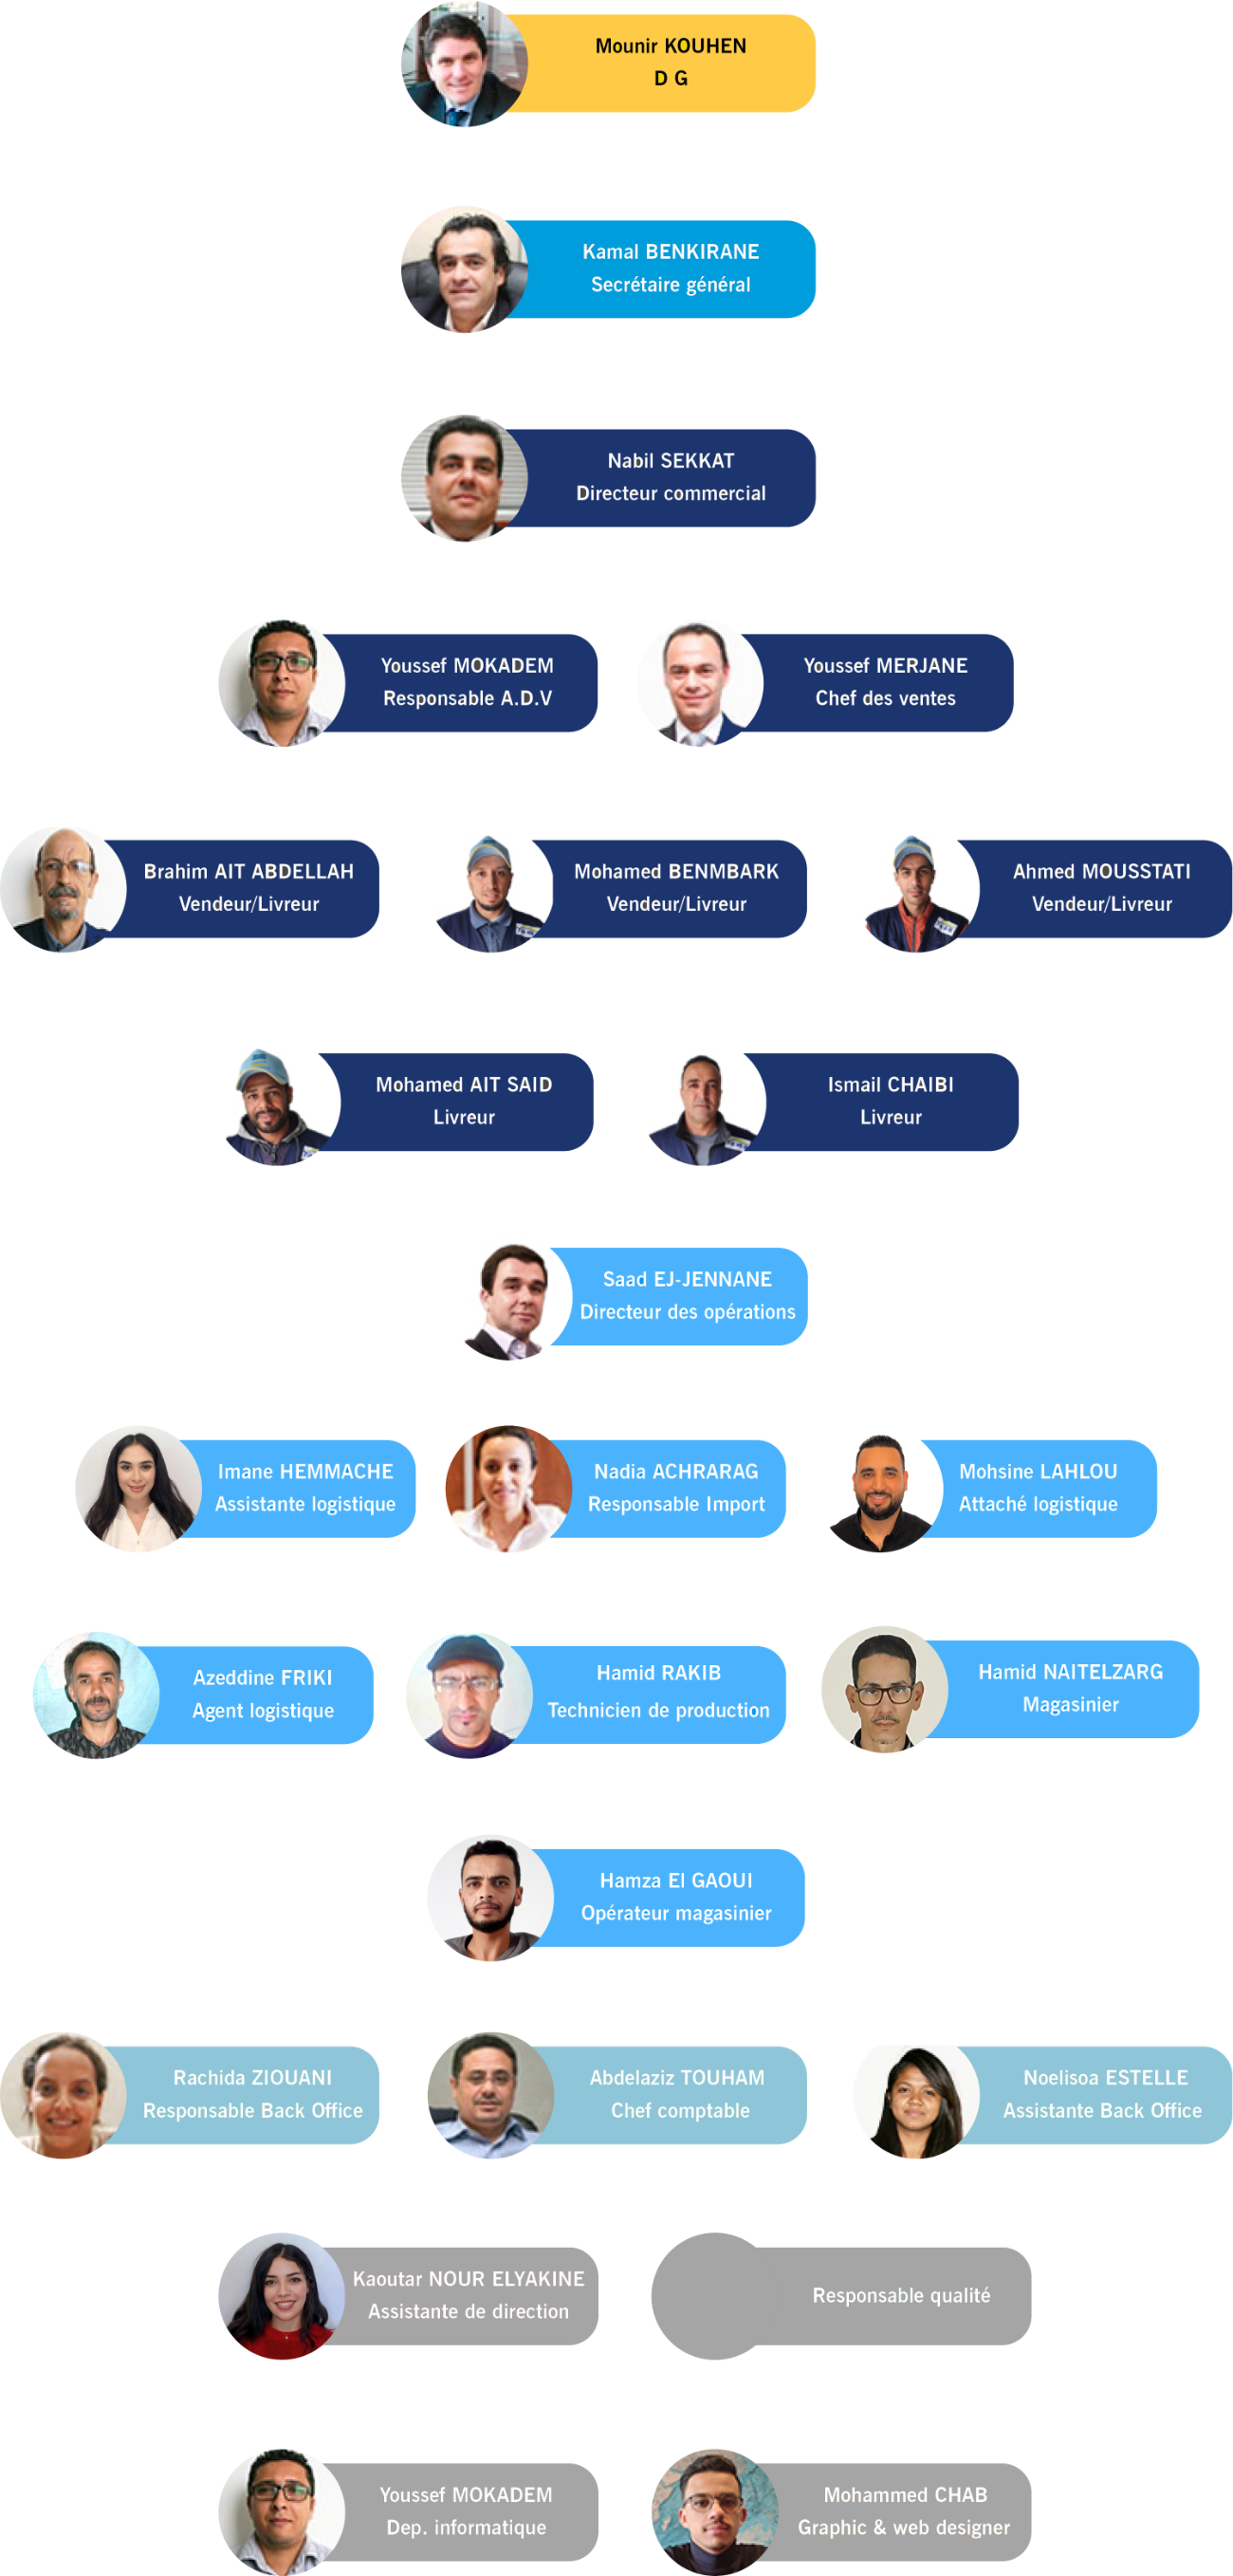 Mounir KOUHEN
D G
Kamal BENKIRANE
Secrétaire général
Nabil SEKKAT
Directeur commercial
Youssef MOKADEM
Responsable A.D.V
Youssef MERJANE
Chef des ventes
Brahim AIT ABDELLAH
Vendeur/Livreur
Mohamed BENMBARK
Vendeur/Livreur
Ahmed MOUSSTATI
Vendeur/Livreur
Mohamed AIT SAID
Livreur
Ismail CHAIBI
Livreur
Saad EJ-JENNANE
Directeur des opérations
Imane HEMMACHE
Assistante logistique
Nadia ACHRARAG
Responsable Import
Mohsine LAHLOU
Attaché logistique
Azeddine FRIKI
Agent logistique
Hamid RAKIB
Technicien de production
Hamid NAITELZARG
Magasinier
Hamza El GAOUI
Opérateur magasinier
Rachida ZIOUANI
Responsable Back Office
Abdelaziz TOUHAM
Chef comptable
Noelisoa ESTELLE
Assistante Back Office
Kaoutar NOUR ELYAKINE
Assistante de direction
Responsable qualité
Youssef MOKADEM
Dep. informatique
Mohammed CHAB
Graphic & web designer